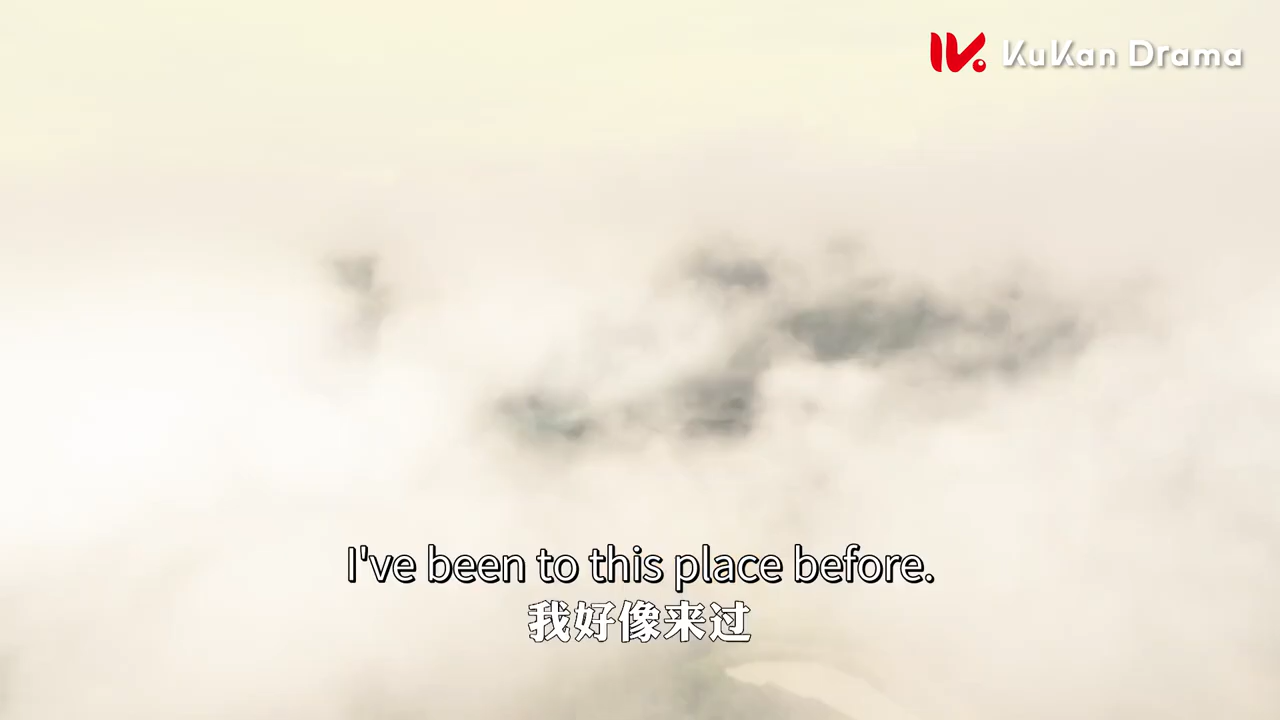 KuKan Drama
I've been to this place before.
我好像来过